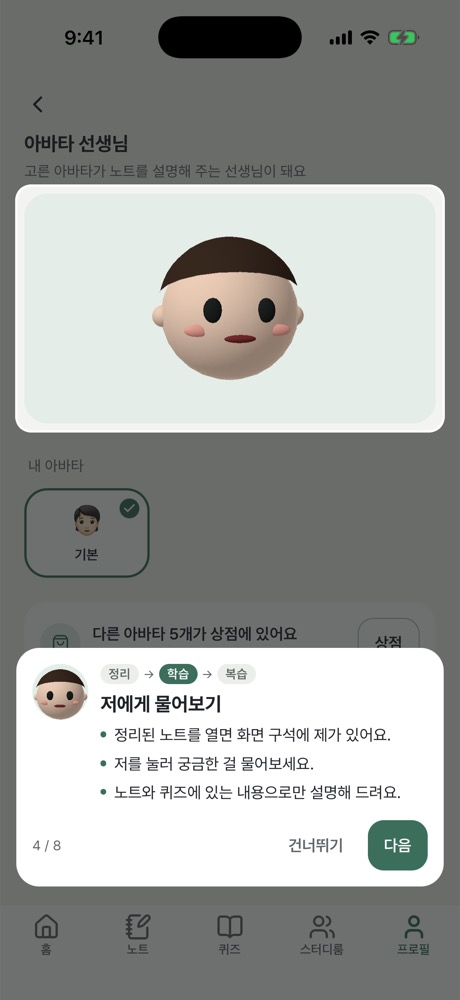 9:41
아바타 선생님
고른 아바타가 노트를 설명해 주는 선생님이 돼요
내 아바타
기본
다른 아바타 5개가 상점에 있어요
상점
정리 → 학습 → 복습
저에게 물어보기
• 정리된 노트를 열면 화면 구석에 제가 있어요.
• 저를 눌러 궁금한 걸 물어보세요.
• 노트와 퀴즈에 있는 내용으로만 설명해 드려요.
4 / 8
건너뛰기
다음
홈
노트
퀴즈
스터디룸
프로필